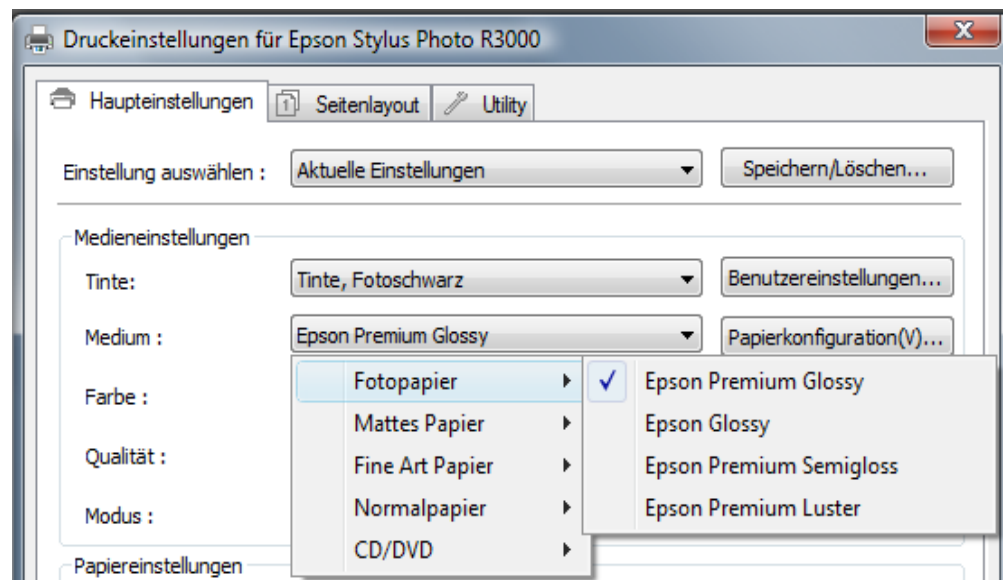 Druckeinstellungen für Epson Stylus Photo R3000
Haupteinstellungen Seitenlayout Utility
Einstellung auswählen : Aktuelle Einstellungen Speichern/Löschen...
Medieneinstellungen
Tinte: Tinte, Fotoschwarz Benutzereinstellungen...
Medium : Epson Premium Glossy Papierkonfiguration(V)...
Farbe : Fotopapier Epson Premium Glossy
Mattes Papier Epson Glossy
Qualität : Fine Art Papier Epson Premium Semigloss
Modus : Normalpapier Epson Premium Luster
CD/DVD
Papiereinstellungen